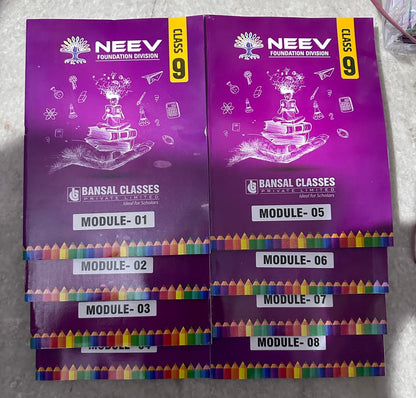 NEEV
FOUNDATION DIVISION
CLASS 9
BANSAL CLASSES
PRIVATE LIMITED
Ideal for Scholars
MODULE- 01
MODULE- 02
MODULE- 03
MODULE- 04
NEEV
FOUNDATION DIVISION
CLASS 9
BANSAL CLASSES
PRIVATE LIMITED
Ideal for Scholars
MODULE- 05
MODULE- 06
MODULE- 07
MODULE- 08